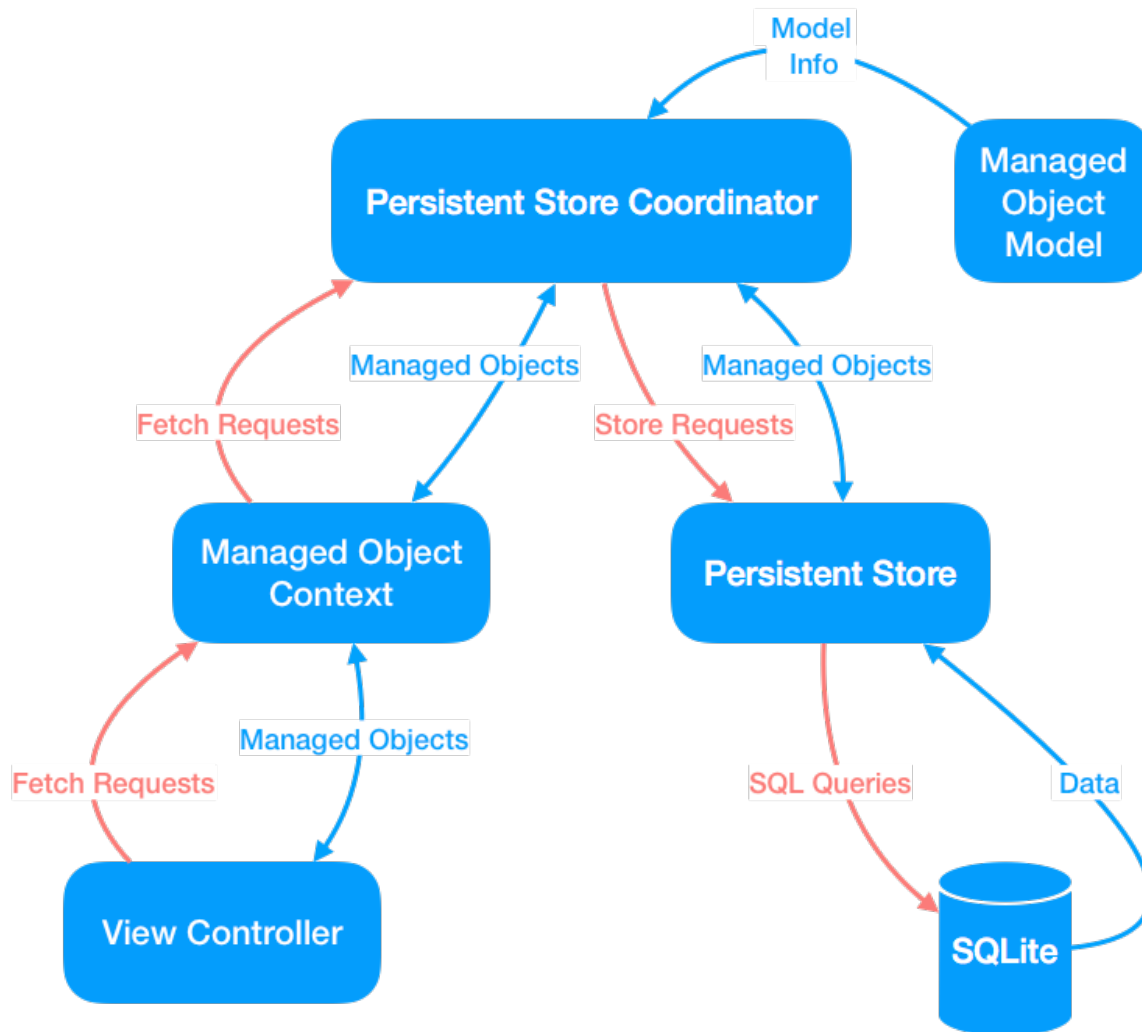 Model
Info
Persistent Store Coordinator
Managed
Object
Model
Managed Objects
Managed Objects
Fetch Requests
Store Requests
Managed Object
Context
Persistent Store
Managed Objects
Fetch Requests
SQL Queries
Data
View Controller
SQLite